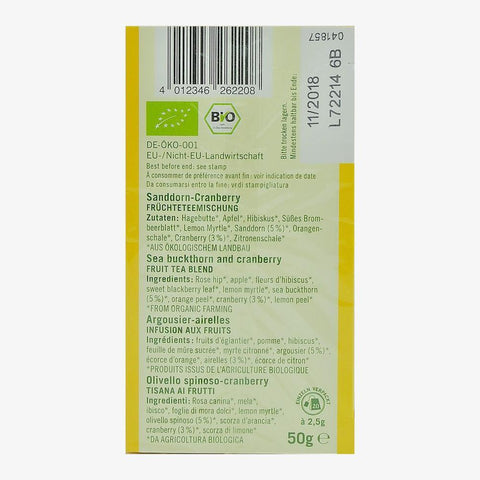 4 012346 262208
041857
L72214 6B
11/2018
Bitte trocken lagern.
Mindestens haltbar bis Ende:
BIO
DE-ÖKO-001
EU-/Nicht-EU-Landwirtschaft
Best before end: see stamp
À consommer de préférence avant fin: voir indication de date
Da consumarsi entro la fine: vedi stampigliatura
Sanddorn-Cranberry
FRÜCHTETEEMISCHUNG
Zutaten: Hagebutte*, Apfel*, Hibiskus*, Süßes Brom-
beerblatt*, Lemon Myrtle*, Sanddorn (5%)*, Orangen-
schale*, Cranberry (3%)*, Zitronenschale*
*AUS ÖKOLOGISCHEM LANDBAU
Sea buckthorn and cranberry
FRUIT TEA BLEND
Ingredients: Rose hip*, apple*, fleurs d'hibiscus*,
sweet blackberry leaf*, lemon myrtle*, sea buckthorn
(5%)*, orange peel*, cranberry (3%)*, lemon peel*
*FROM ORGANIC FARMING
Argousier-airelles
INFUSION AUX FRUITS
Ingrédients: fruits d'églantier*, pomme*, hibiscus*,
feuille de mûre sucrée*, myrte citronné*, argousier (5%)*,
écorce d'orange*, airelles (3%)*, écorce de citron*
*PRODUITS ISSUS DE L'AGRICULTURE BIOLOGIQUE
Olivello spinoso-cranberry
TISANA AI FRUTTI
Ingredienti: Rosa canina*, mela*,
ibisco*, foglie di mora dolci*, lemon myrtle*,
olivello spinoso (5%)*, scorza d'arancia*,
cranberry (3%)*, scorza di limone*
*DA AGRICOLTURA BIOLOGICA
EINZELN VERPACKT
20
à 2,5g
50g e